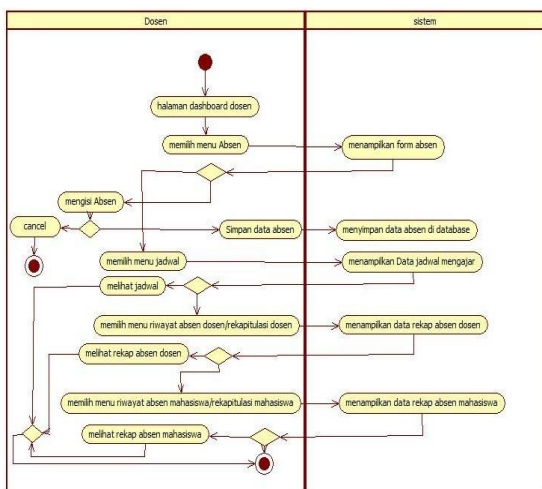 Dosen
sistem
halaman dashboard dosen
memilih menu Absen
menampilkan form absen
mengisi Absen
cancel
Simpan data absen
menyimpan data absen di database
memilih menu jadwal
menampilkan Data jadwal mengajar
melihat jadwal
memilih menu riwayat absen dosen/rekapitulasi dosen
menampilkan data rekap absen dosen
melihat rekap absen dosen
memilih menu riwayat absen mahasiswa/rekapitulasi mahasiswa
menampilkan data rekap absen mahasiswa
melihat rekap absen mahasiswa